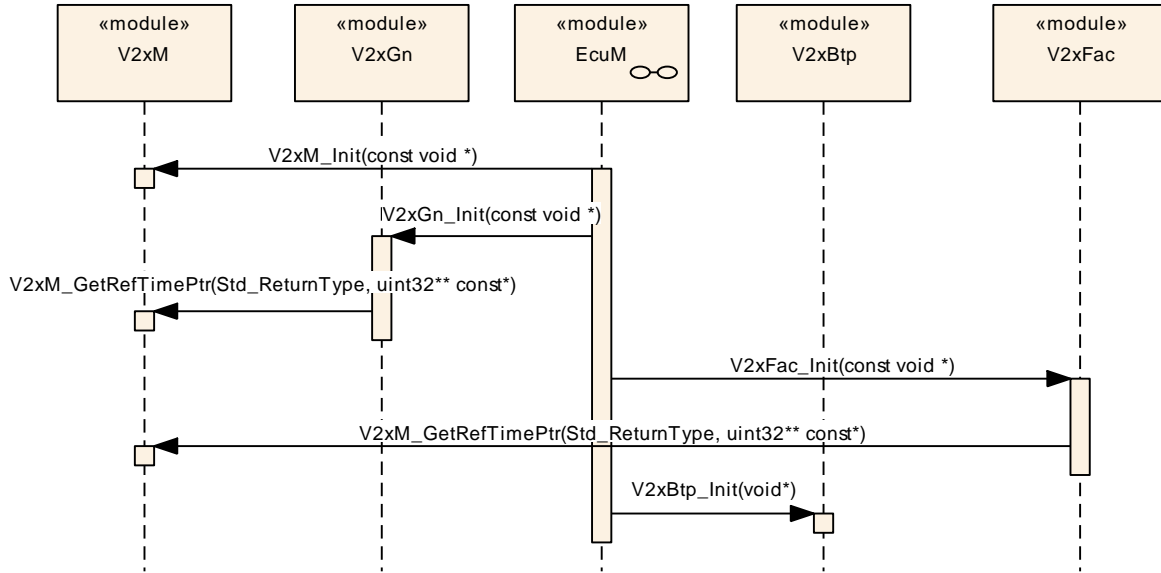 «module»
V2xM
«module»
V2xGn
«module»
EcuM
«module»
V2xBtp
«module»
V2xFac
V2xM_Init(const void *)
V2xGn_Init(const void *)
V2xM_GetRefTimePtr(Std_ReturnType, uint32** const*)
V2xFac_Init(const void *)
V2xM_GetRefTimePtr(Std_ReturnType, uint32** const*)
V2xBtp_Init(void*)